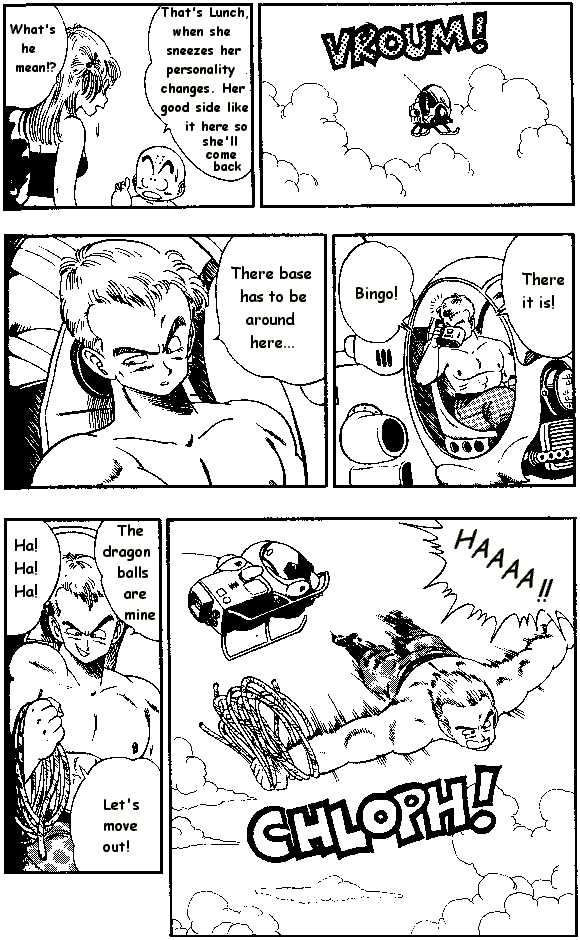 What's
he
mean!?
That's Lunch,
when she
sneezes her
personality
changes. Her
good side like
it here so
she'll
come
back
VROUM!
There base
has to be
around
here...
Bingo!
There
it is!
Ha!
Ha!
Ha!
The
dragon
balls
are
mine
Let's
move
out!
HAAAA!!
CHLOPH!